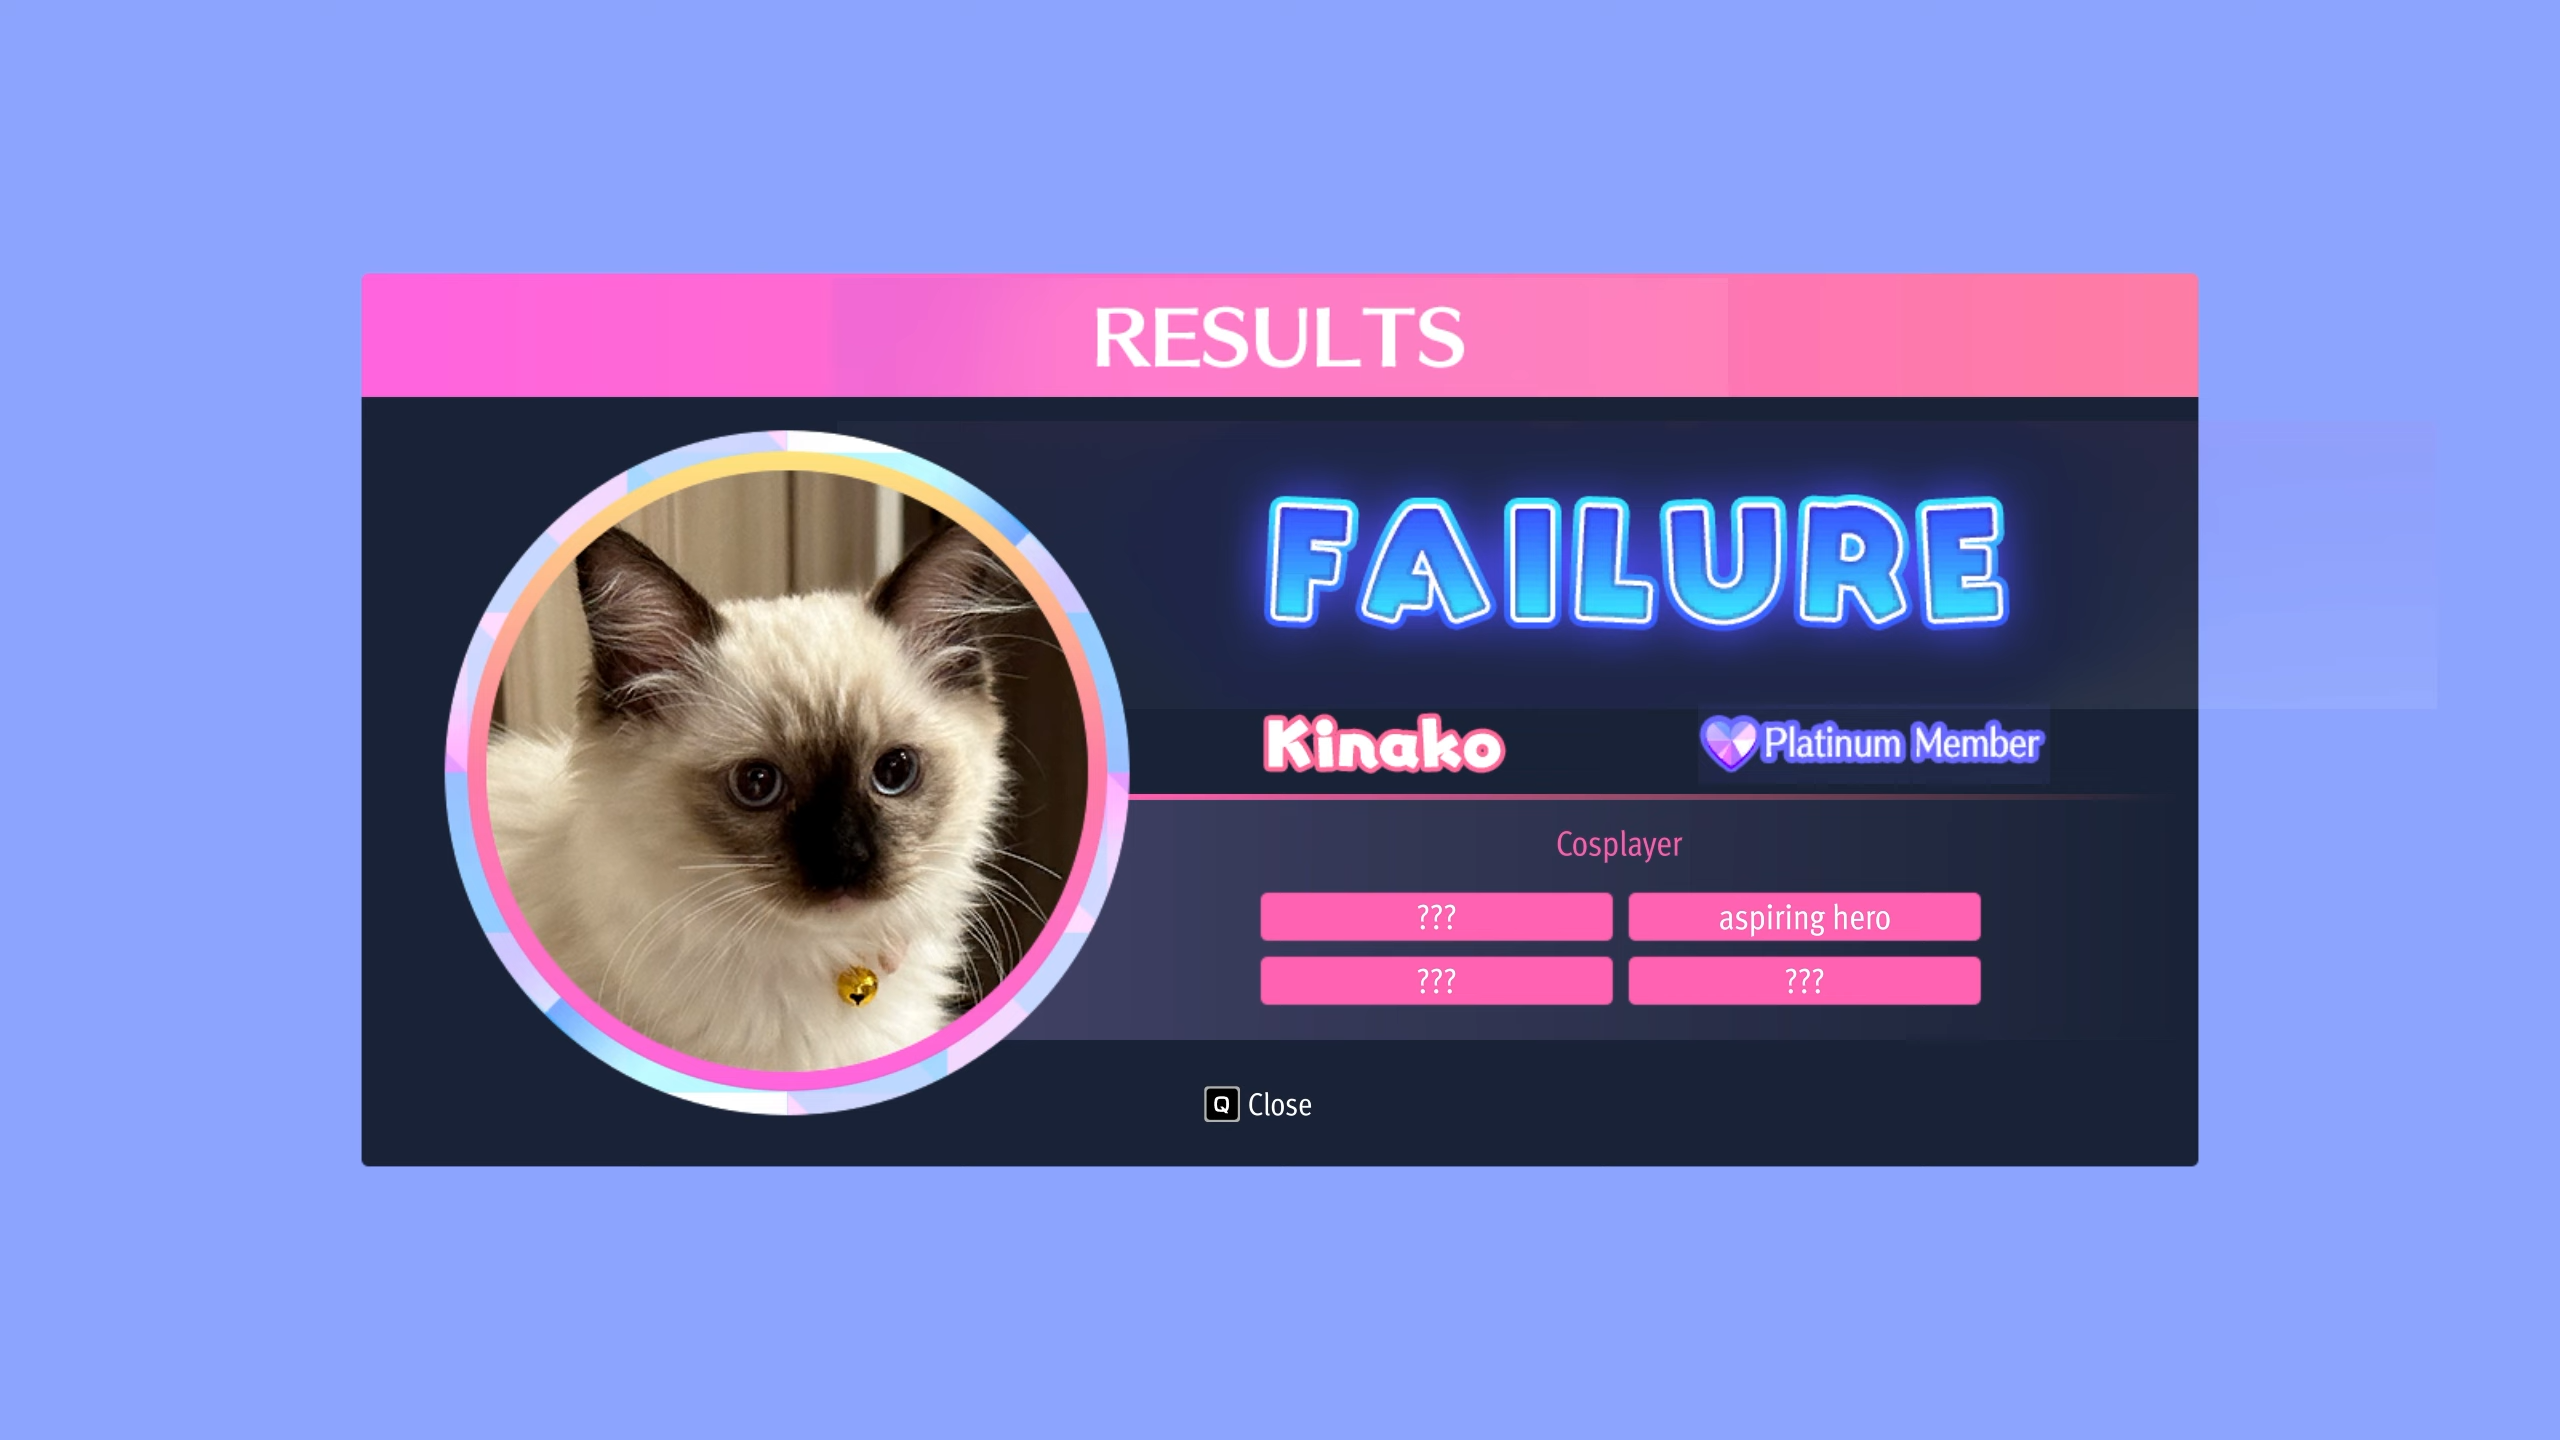 RESULTS
FAILURE
Kinako
Platinum Member
Cosplayer
??? aspiring hero
??? ???
Q Close